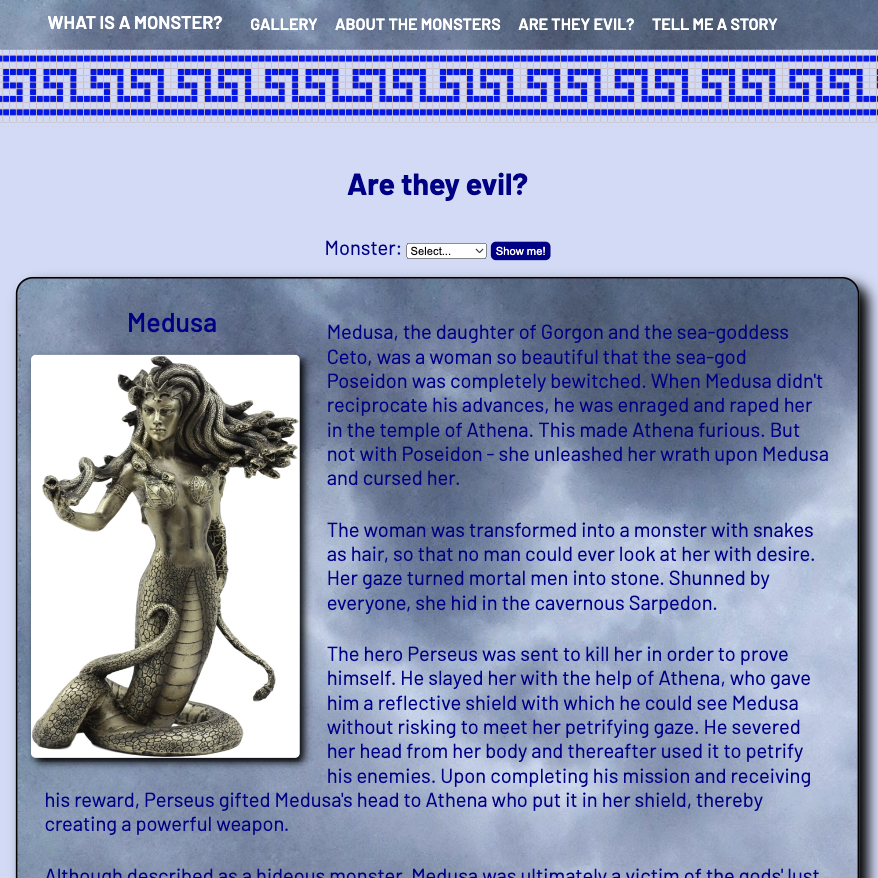 WHAT IS A MONSTER? GALLERY ABOUT THE MONSTERS ARE THEY EVIL? TELL ME A STORY
Are they evil?
Monster: Select... Show me!
Medusa
Medusa, the daughter of Gorgon and the sea-goddess
Ceto, was a woman so beautiful that the sea-god
Poseidon was completely bewitched. When Medusa didn't
reciprocate his advances, he was enraged and raped her
in the temple of Athena. This made Athena furious. But
not with Poseidon - she unleashed her wrath upon Medusa
and cursed her.
The woman was transformed into a monster with snakes
as hair, so that no man could ever look at her with desire.
Her gaze turned mortal men into stone. Shunned by
everyone, she hid in the cavernous Sarpedon.
The hero Perseus was sent to kill her in order to prove
himself. He slayed her with the help of Athena, who gave
him a reflective shield with which he could see Medusa
without risking to meet her petrifying gaze. He severed
her head from her body and thereafter used it to petrify
his enemies. Upon completing his mission and receiving
his reward, Perseus gifted Medusa's head to Athena who put it in her shield, thereby
creating a powerful weapon.
Although described as a hideous monster, Medusa was ultimately a victim of the gods' lust